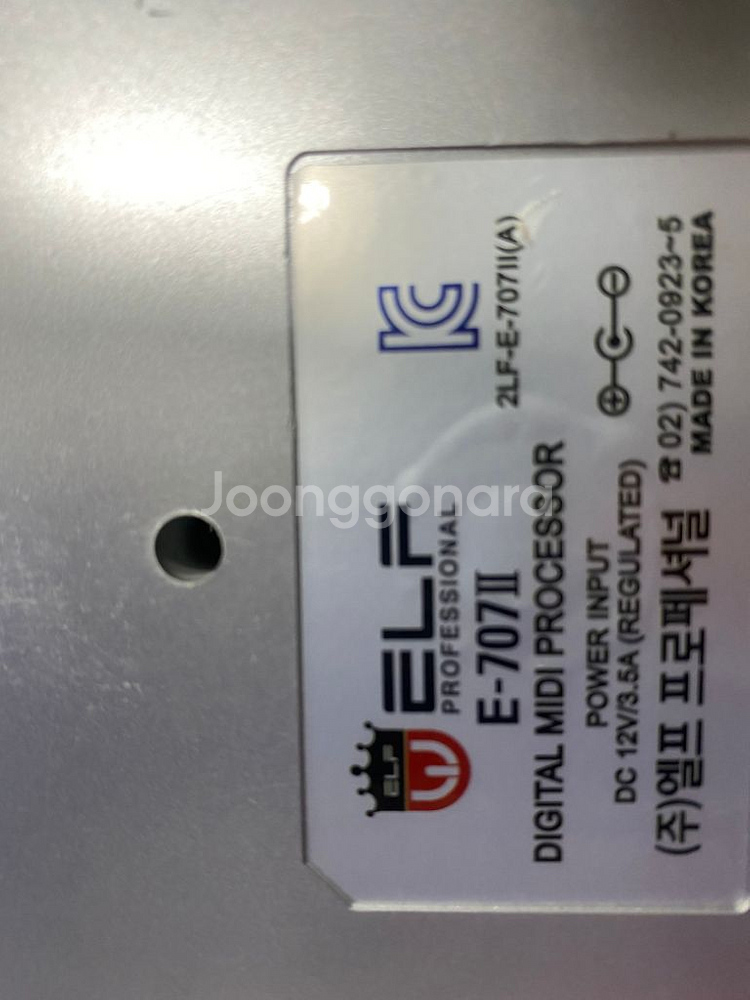 ELF
ELF
PROFESSIONAL
E-707II
DIGITAL MIDI PROCESSOR
2LF-E-707II(A)
POWER INPUT
DC 12V/3.5A (REGULATED)
(주)엘프 프로페셔널 ☎ 02) 742-0923~5
MADE IN KOREA
Joonggonara